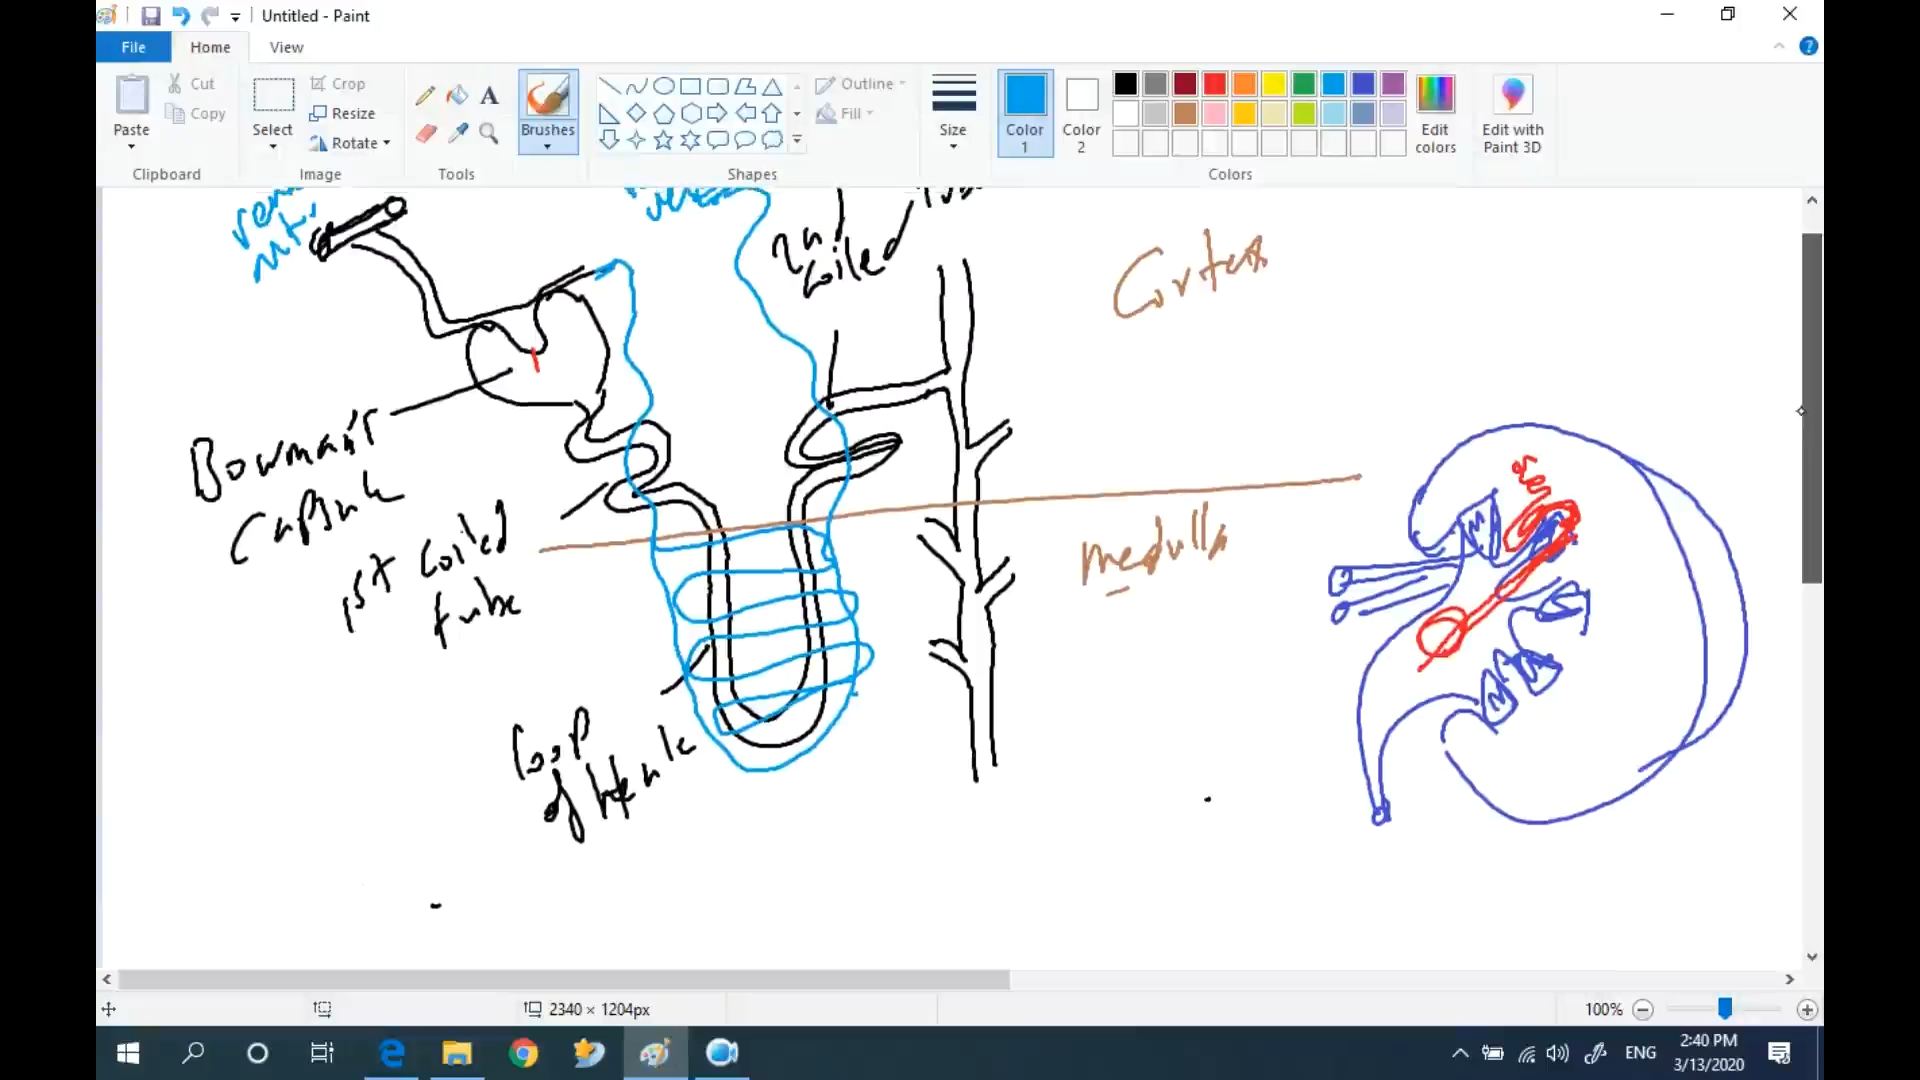 Untitled - Paint
File
Home
View
Paste
Cut
Copy
Clipboard
Select
Crop
Resize
Rotate
Image
Tools
Brushes
Shapes
Outline
Fill
Size
Color 1
Color 2
Edit colors
Edit with Paint 3D
Colors
2n
Coiled
Cortex
Bowman's
Capsule
1st Coiled
tube
medulla
Loop
of Henle
2340 × 1204px
100%
ENG
2:40 PM
3/13/2020